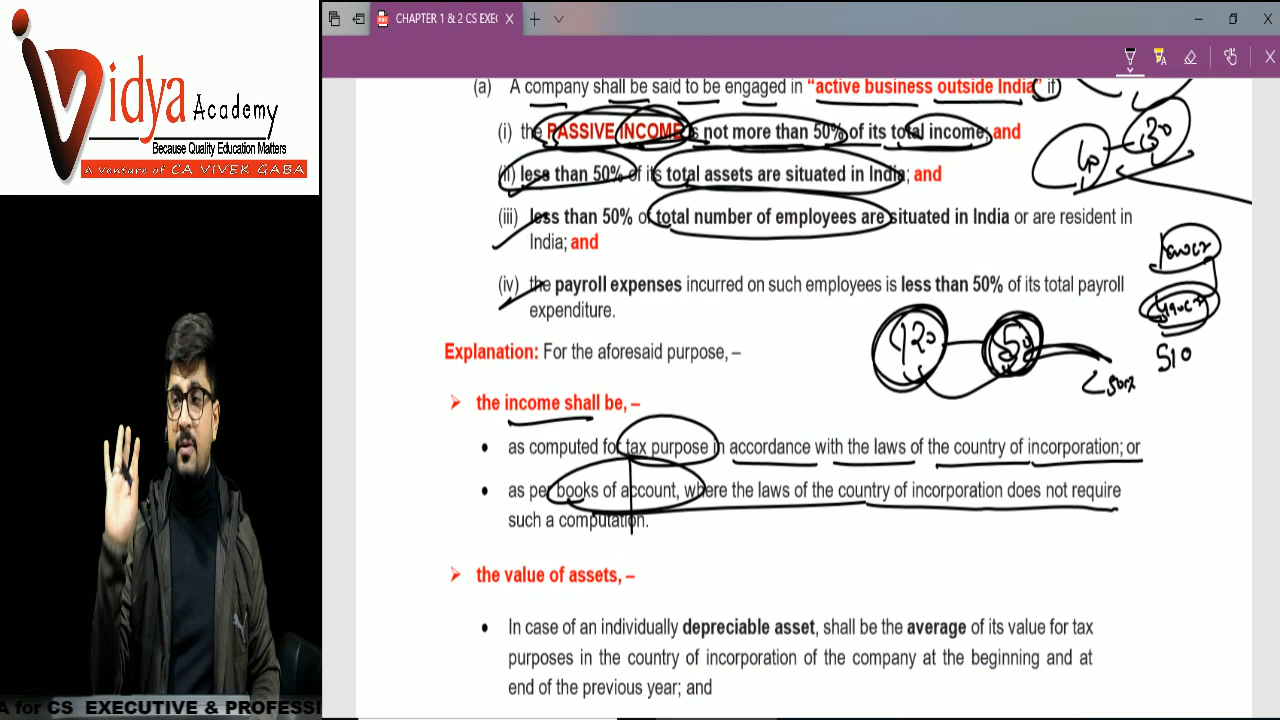 Vidya Academy
Because Quality Education Matters
A Venture of CA VIVEK GABA
CHAPTER 1 & 2 CS EXEC
(a) A company shall be said to be engaged in “active business outside India” if
(i) the PASSIVE INCOME is not more than 50% of its total income; and
(ii) less than 50% of its total assets are situated in India; and
(iii) less than 50% of total number of employees are situated in India or are resident in
India; and
(iv) the payroll expenses incurred on such employees is less than 50% of its total payroll
expenditure.
Explanation: For the aforesaid purpose, –
the income shall be, –
as computed for tax purpose in accordance with the laws of the country of incorporation; or
as per books of account, where the laws of the country of incorporation does not require
such a computation.
the value of assets, –
In case of an individually depreciable asset, shall be the average of its value for tax
purposes in the country of incorporation of the company at the beginning and at
end of the previous year; and
120
50
S10
A for CS EXECUTIVE & PROFESSI